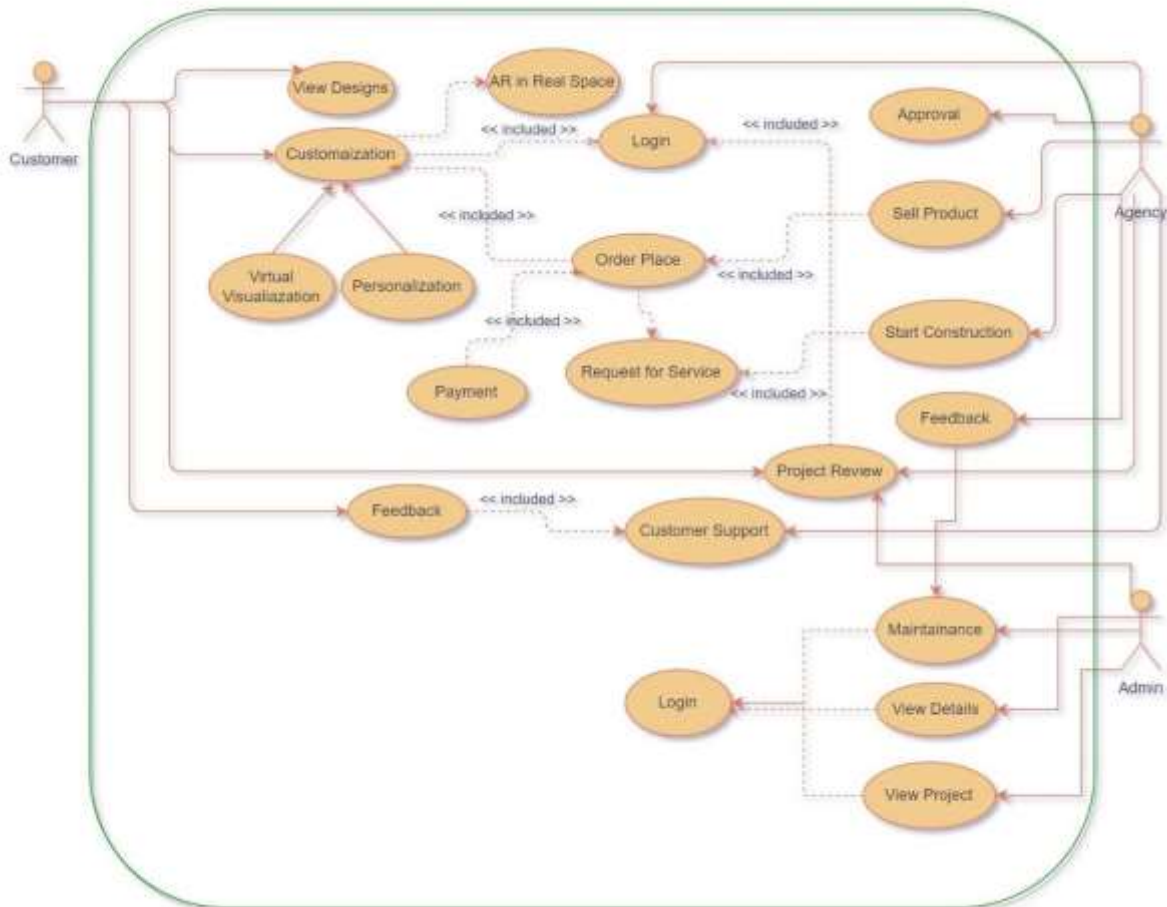 AR in Real Space
View Designs
Approval
<< included >>
<< included >>
Login
Customer
Customaization
Sell Product
Agency
<< included >>
Order Place
<< included >>
Virtual
Visualiazation
Personalization
<< included >>
Start Construction
Request for Service
Payment
<< included >>
Feedback
Project Review
<< included >>
Feedback
Customer Support
Maintainance
Admin
Login
View Details
View Project